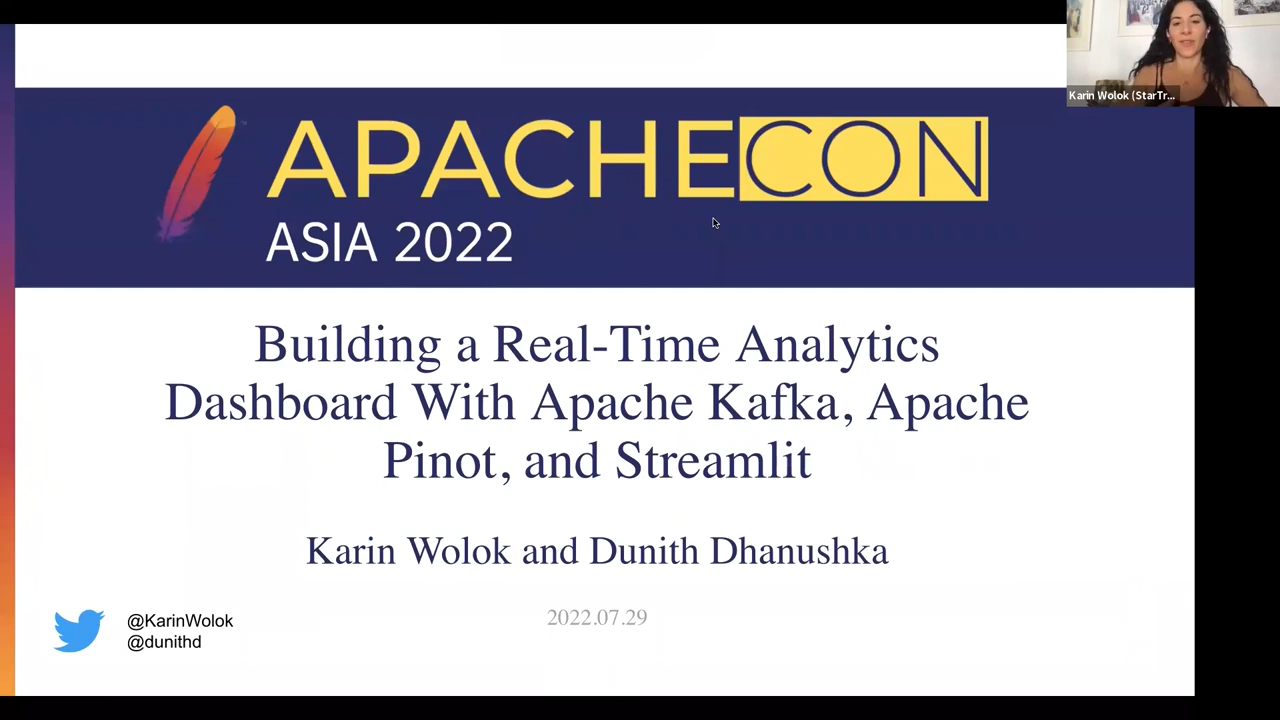 Karin Wolok (StarTr...
APACHECON
ASIA 2022
Building a Real-Time Analytics
Dashboard With Apache Kafka, Apache
Pinot, and Streamlit
Karin Wolok and Dunith Dhanushka
2022.07.29
@KarinWolok
@dunithd